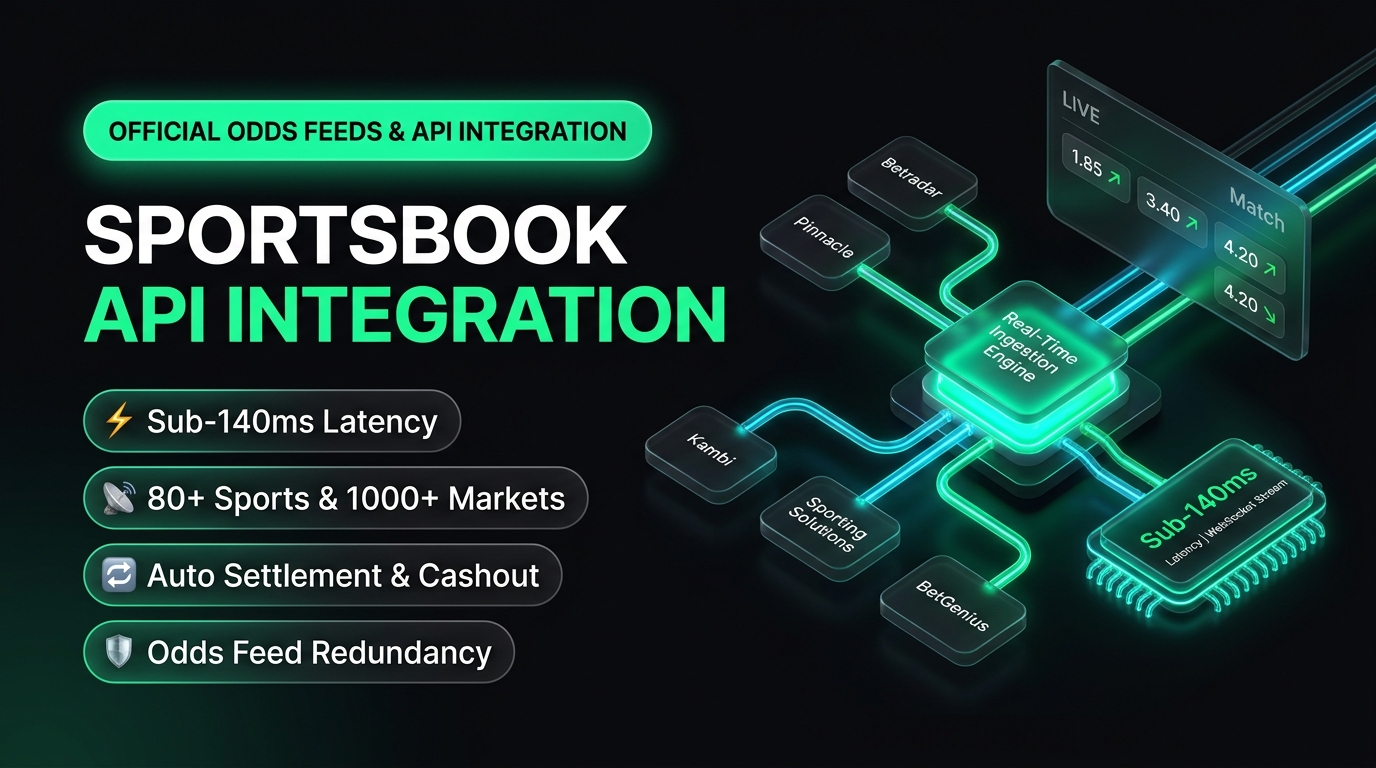 OFFICIAL ODDS FEEDS & API INTEGRATION
SPORTSBOOK
API INTEGRATION
⚡ Sub-140ms Latency
📡 80+ Sports & 1000+ Markets
🔁 Auto Settlement & Cashout
🛡️ Odds Feed Redundancy
LIVE
Match
1.85 ↗
3.40 ↗
4.20 ↗
4.20 ↘
Betradar
Pinnacle
Real-Time
Ingestion
Engine
Kambi
Sporting
Solutions
BetGenius
Sub-140ms
Latency | WebSocket Stream